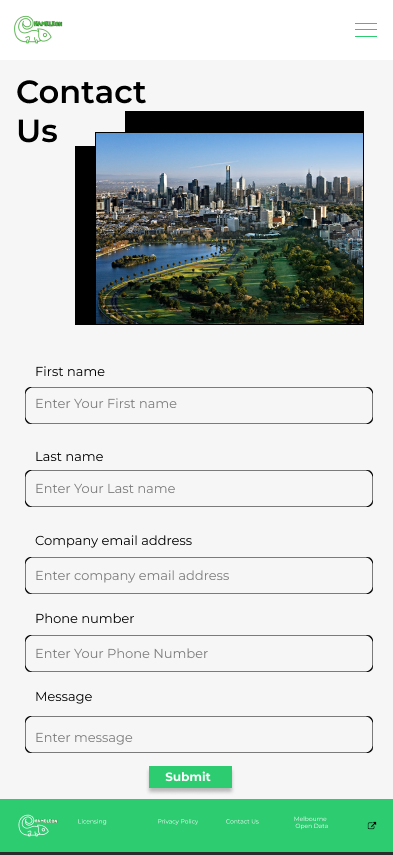 HAMELEON
Contact
Us
First name
Enter Your First name
Last name
Enter Your Last name
Company email address
Enter company email address
Phone number
Enter Your Phone Number
Message
Enter message
Submit
HAMELEON
Licensing
Privacy Policy
Contact Us
Melbourne
Open Data